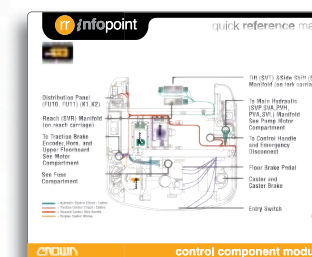 rr infopoint
quick reference ma
Tilt (SVT) &Side Shift (S
Manifold (on fork carria
Distribution Panel
(FU10, FU11) (K1, K2)
To Main Hydraulic
(SVP, SVA, PVH,
PVA, SVL) Manifold
See Pump Motor
Compartment
Reach (SVR) Manifold
(on reach carriage)
To Traction Brake
Encoder, Horn, and
Upper Floorboard
See Motor
Compartment
To Control Handle
and Emergency
Disconnect
See Fuse
Compartment
Floor Brake Pedal
Caster and
Caster Brake
Entry Switch
CROWN
control component modu